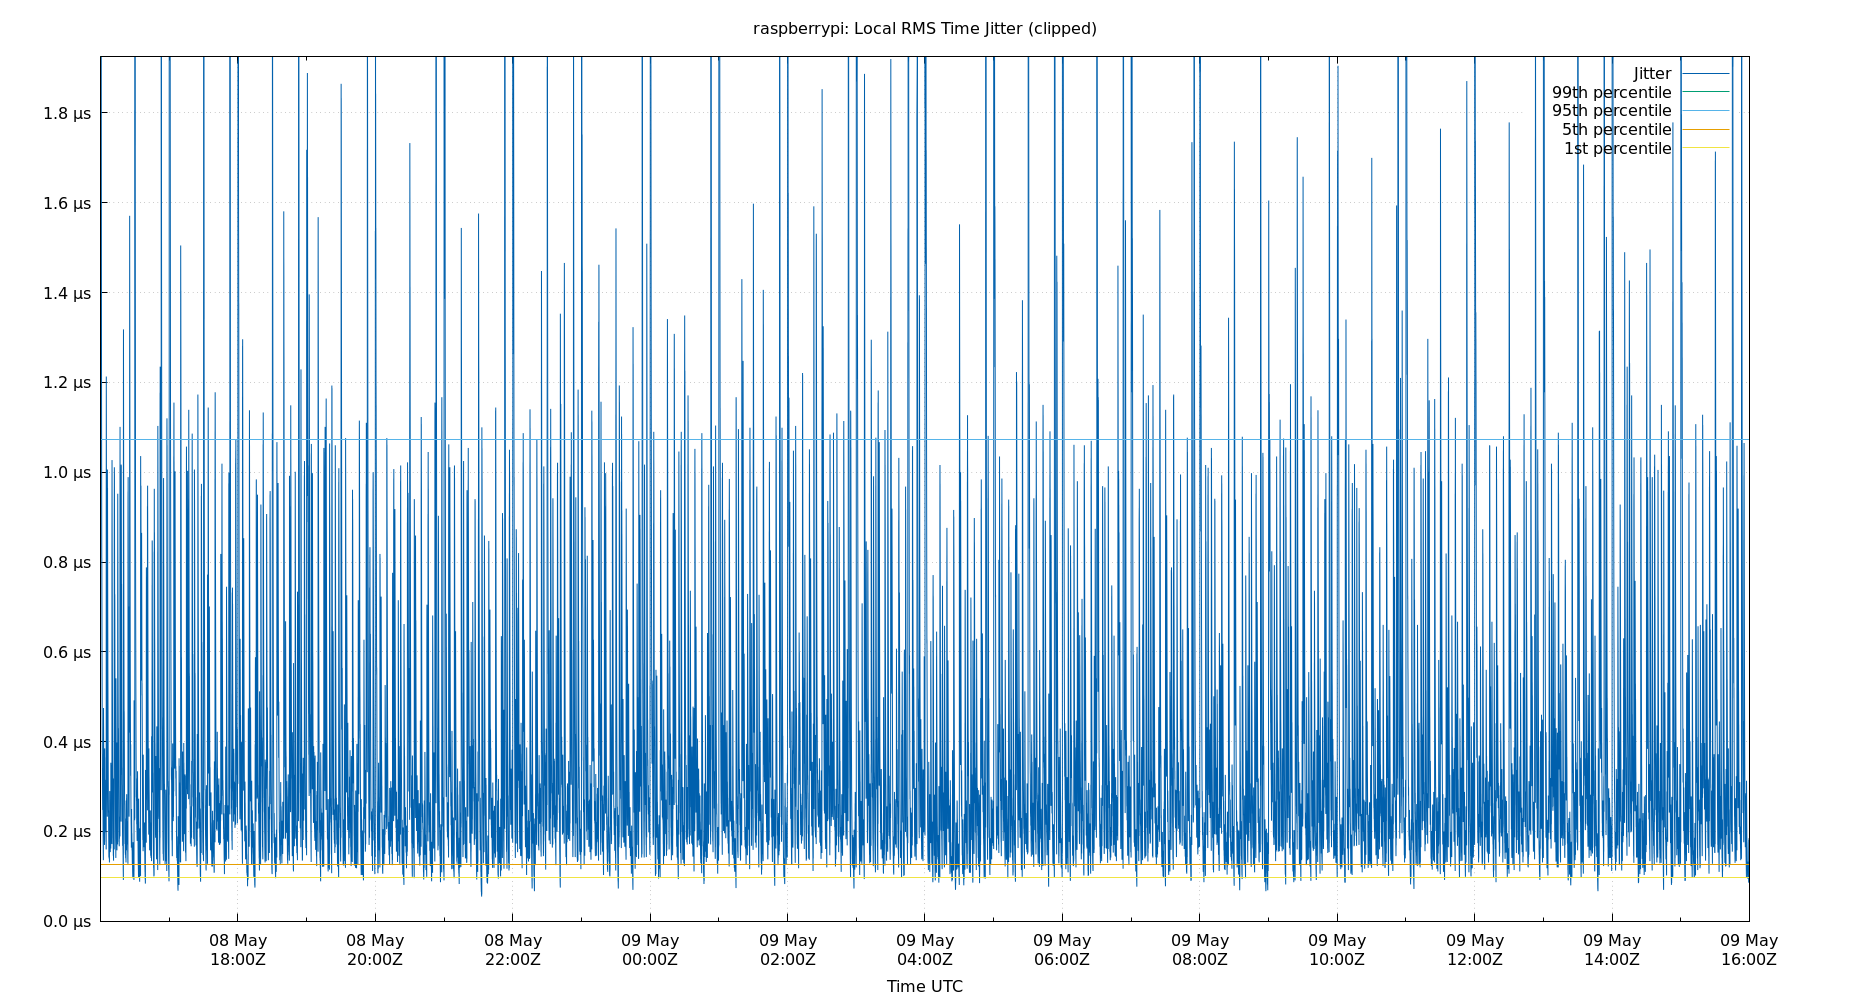 raspberrypi: Local RMS Time Jitter (clipped)
Jitter
99th percentile
95th percentile
5th percentile
1st percentile
1.8 µs
1.6 µs
1.4 µs
1.2 µs
1.0 µs
0.8 µs
0.6 µs
0.4 µs
0.2 µs
0.0 µs
08 May 08 May 08 May 09 May 09 May 09 May 09 May 09 May 09 May 09 May 09 May 09 May
18:00Z 20:00Z 22:00Z 00:00Z 02:00Z 04:00Z 06:00Z 08:00Z 10:00Z 12:00Z 14:00Z 16:00Z
Time UTC